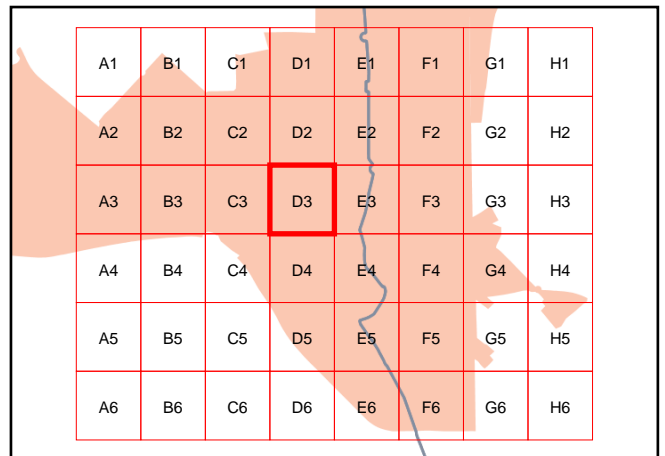 A1 B1 C1 D1 E1 F1 G1 H1
A2 B2 C2 D2 E2 F2 G2 H2
A3 B3 C3 D3 E3 F3 G3 H3
A4 B4 C4 D4 E4 F4 G4 H4
A5 B5 C5 D5 E5 F5 G5 H5
A6 B6 C6 D6 E6 F6 G6 H6